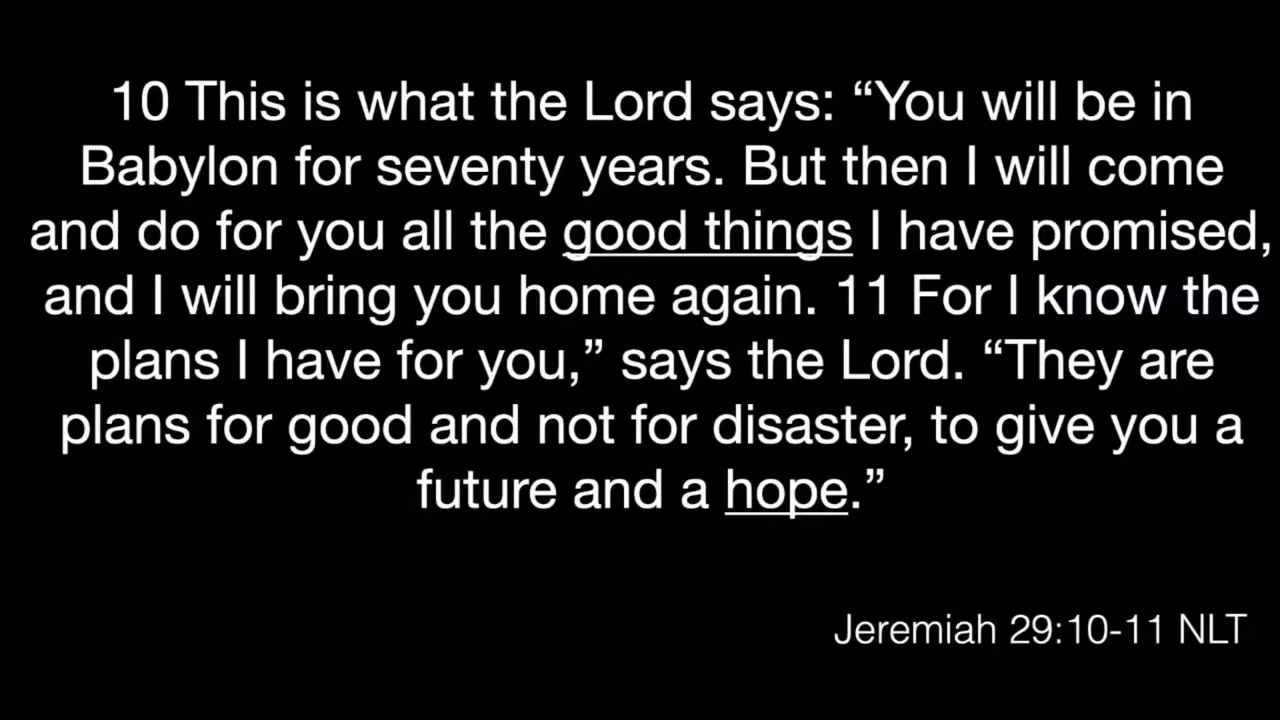 10 This is what the Lord says: “You will be in
Babylon for seventy years. But then I will come
and do for you all the good things I have promised,
and I will bring you home again. 11 For I know the
plans I have for you,” says the Lord. “They are
plans for good and not for disaster, to give you a
future and a hope.”
Jeremiah 29:10-11 NLT